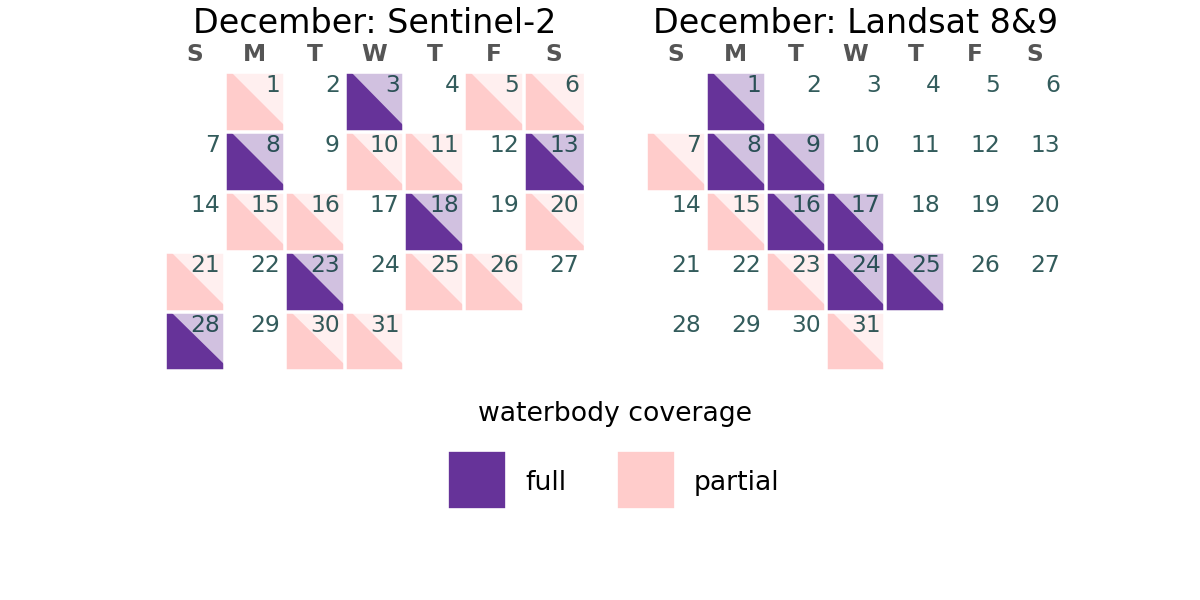 December: Sentinel-2
S M T W T F S
1 2 3 4 5 6
7 8 9 10 11 12 13
14 15 16 17 18 19 20
21 22 23 24 25 26 27
28 29 30 31
December: Landsat 8&9
S M T W T F S
1 2 3 4 5 6
7 8 9 10 11 12 13
14 15 16 17 18 19 20
21 22 23 24 25 26 27
28 29 30 31
waterbody coverage
full partial